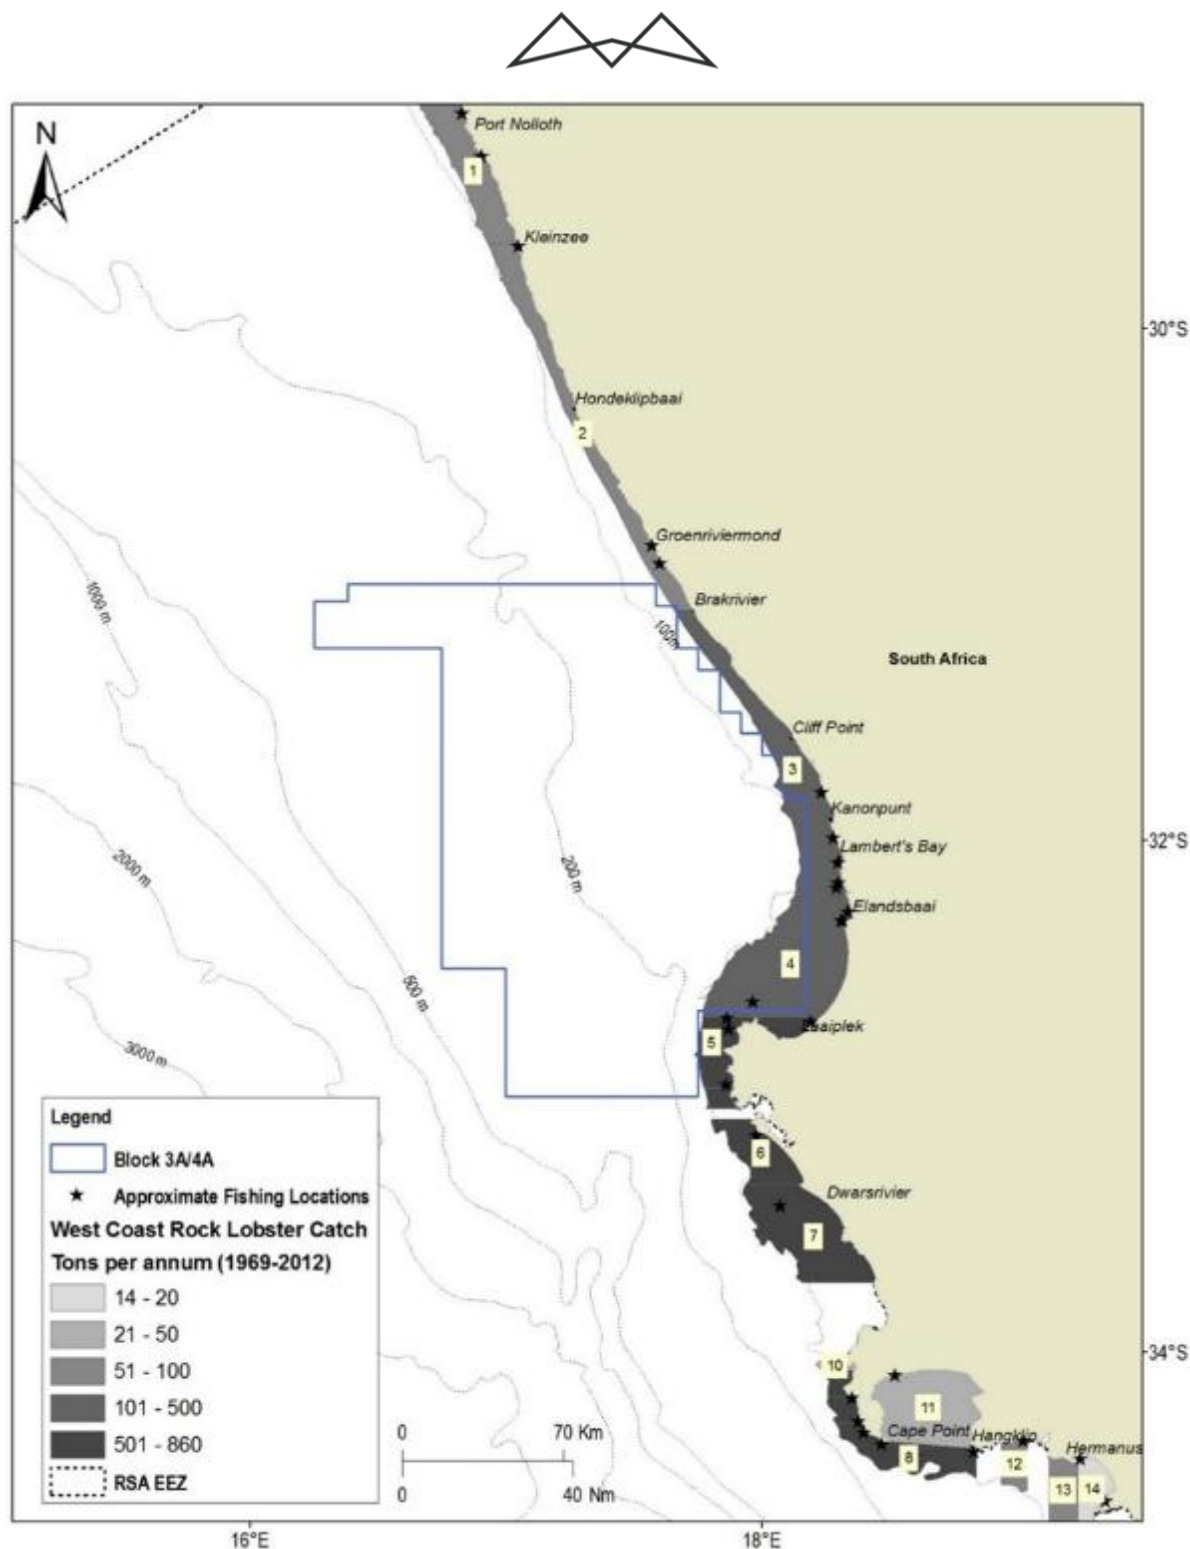 N
Port Nolloth
1
Kleinzee
30°S
Hondeklipbaai
2
Groenriviermond
Brakrivier
1000 m
100m
South Africa
Cliff Point
3
Kanonpunt
32°S
Lambert's Bay
2000 m
200 m
Elandsbaai
4
500 m
Laaiplek
5
3000 m
6
Dwarsrivier
7
Legend
Block 3A/4A
Approximate Fishing Locations
West Coast Rock Lobster Catch
Tons per annum (1969-2012)
14 - 20
21 - 50
51 - 100
101 - 500
501 - 860
RSA EEZ
34°S
10
11
0 70 Km
0 40 Nm
Cape Point
Hangklip
Hermanus
8
12
13
14
16°E
18°E